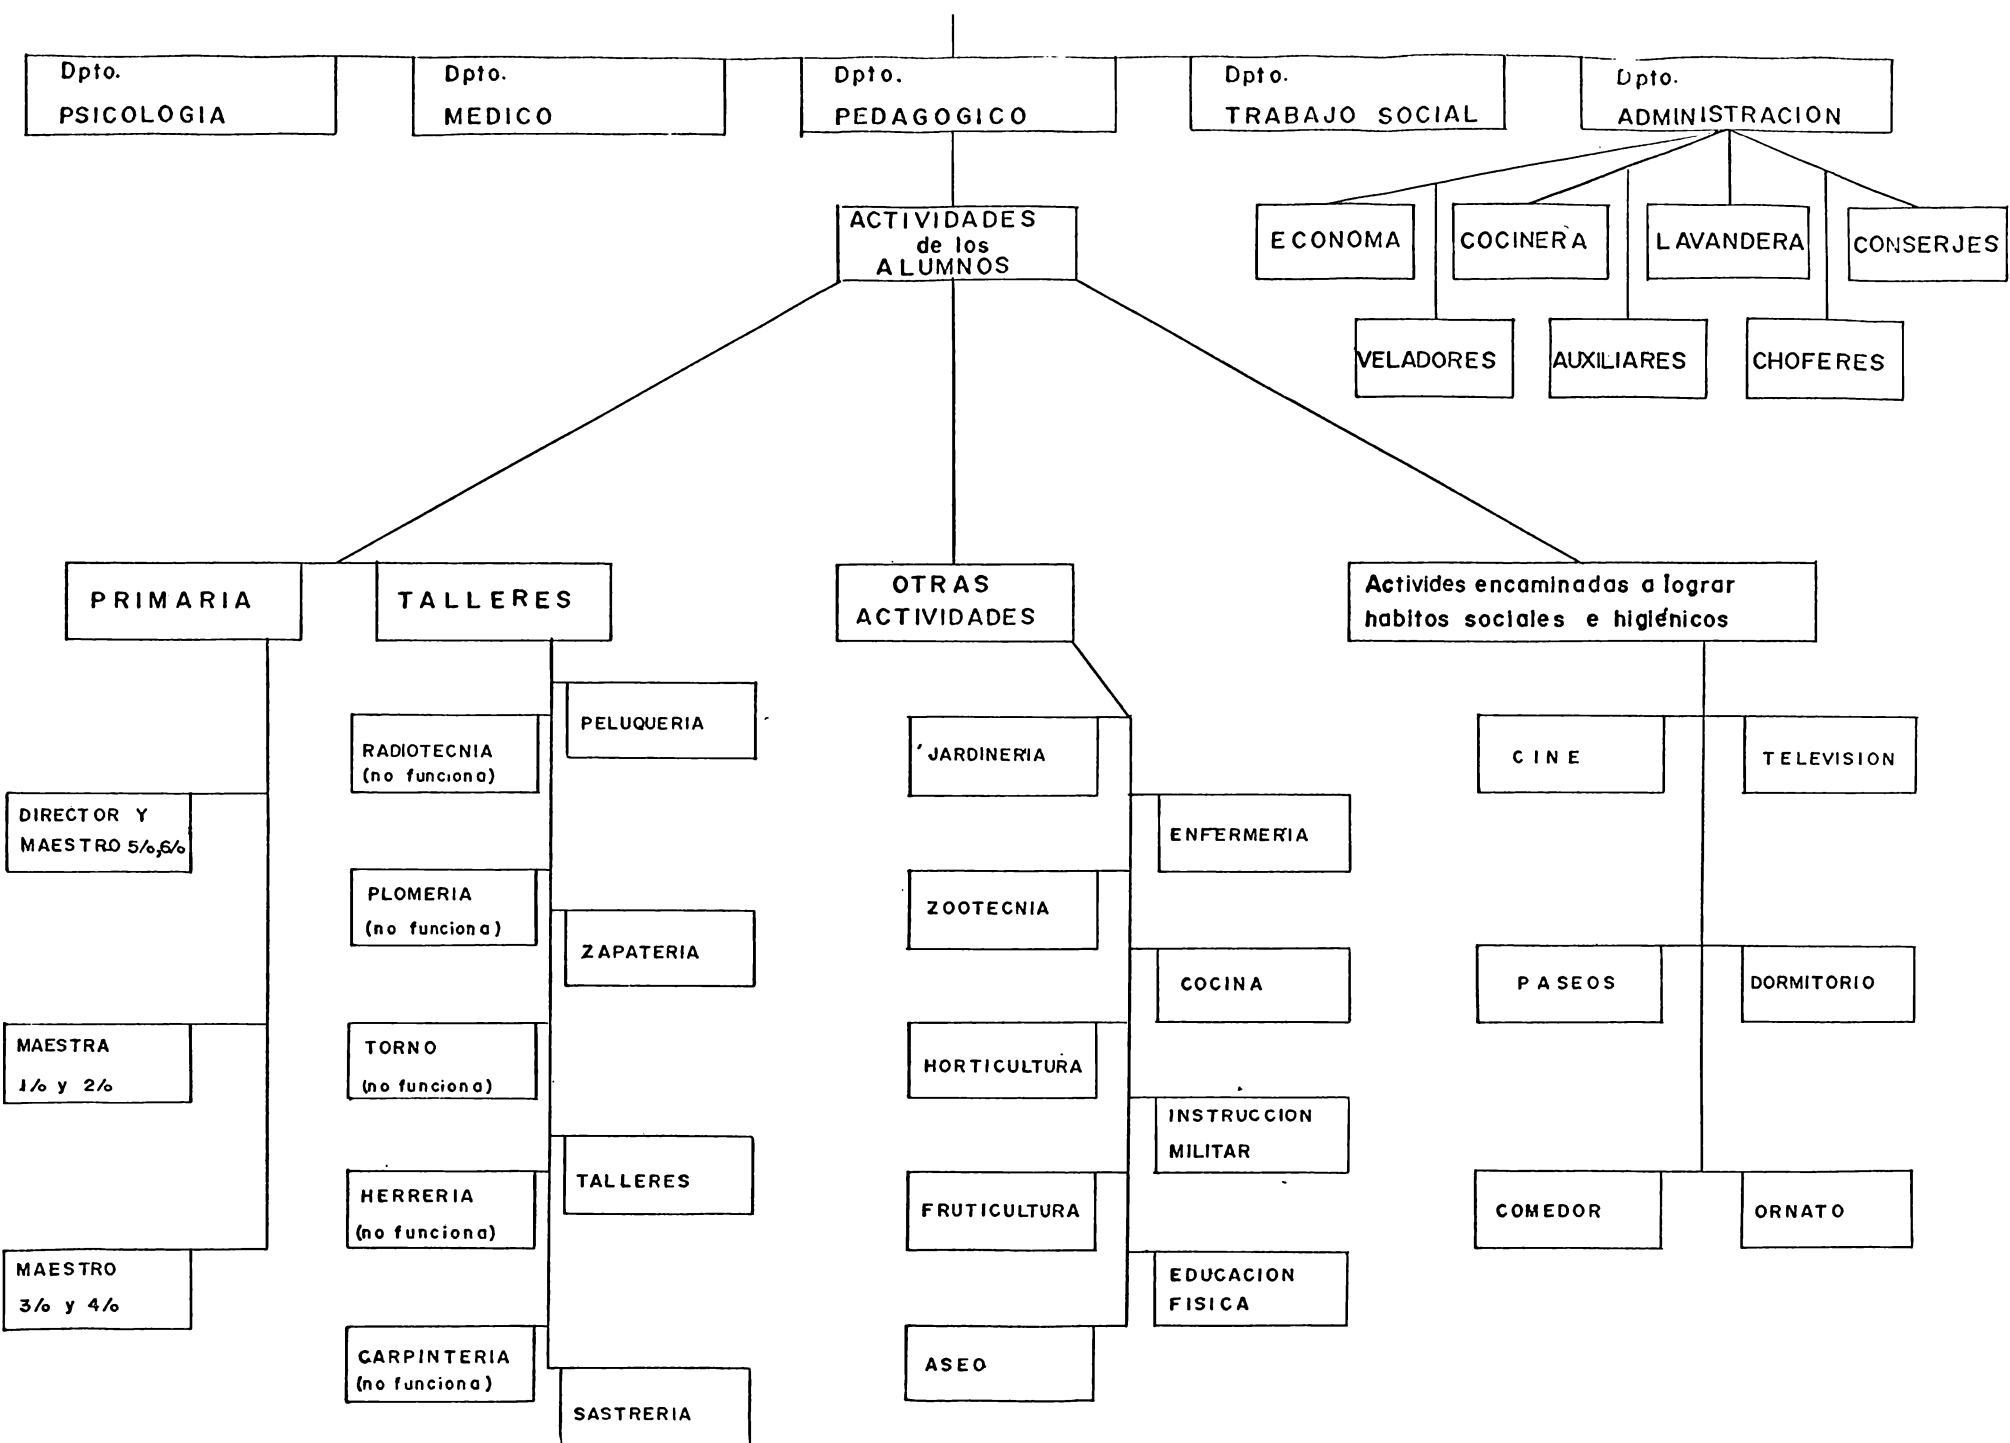 Dpto.
PSICOLOGIA
Dpto.
MEDICO
Dpto.
PEDAGOGICO
Dpto.
TRABAJO SOCIAL
Dpto.
ADMINISTRACION
ACTIVIDADES
de los
ALUMNOS
ECONOMA
COCINERA
LAVANDERA
CONSERJES
VELADORES
AUXILIARES
CHOFERES
PRIMARIA
TALLERES
OTRAS
ACTIVIDADES
Activides encaminadas a lograr
habitos sociales e higiénicos
DIRECTOR Y
MAESTRO 5/o,6/o
MAESTRA
1/o y 2/o
MAESTRO
3/o y 4/o
PELUQUERIA
RADIOTECNIA
(no funciona)
PLOMERIA
(no funciona)
ZAPATERIA
TORNO
(no funciona)
TALLERES
HERRERIA
(no funciona)
CARPINTERIA
(no funciona)
SASTRERIA
JARDINERIA
ENFERMERIA
ZOOTECNIA
COCINA
HORTICULTURA
INSTRUCCION
MILITAR
FRUTICULTURA
EDUCACION
FISICA
ASEO
CINE
TELEVISION
PASEOS
DORMITORIO
COMEDOR
ORNATO